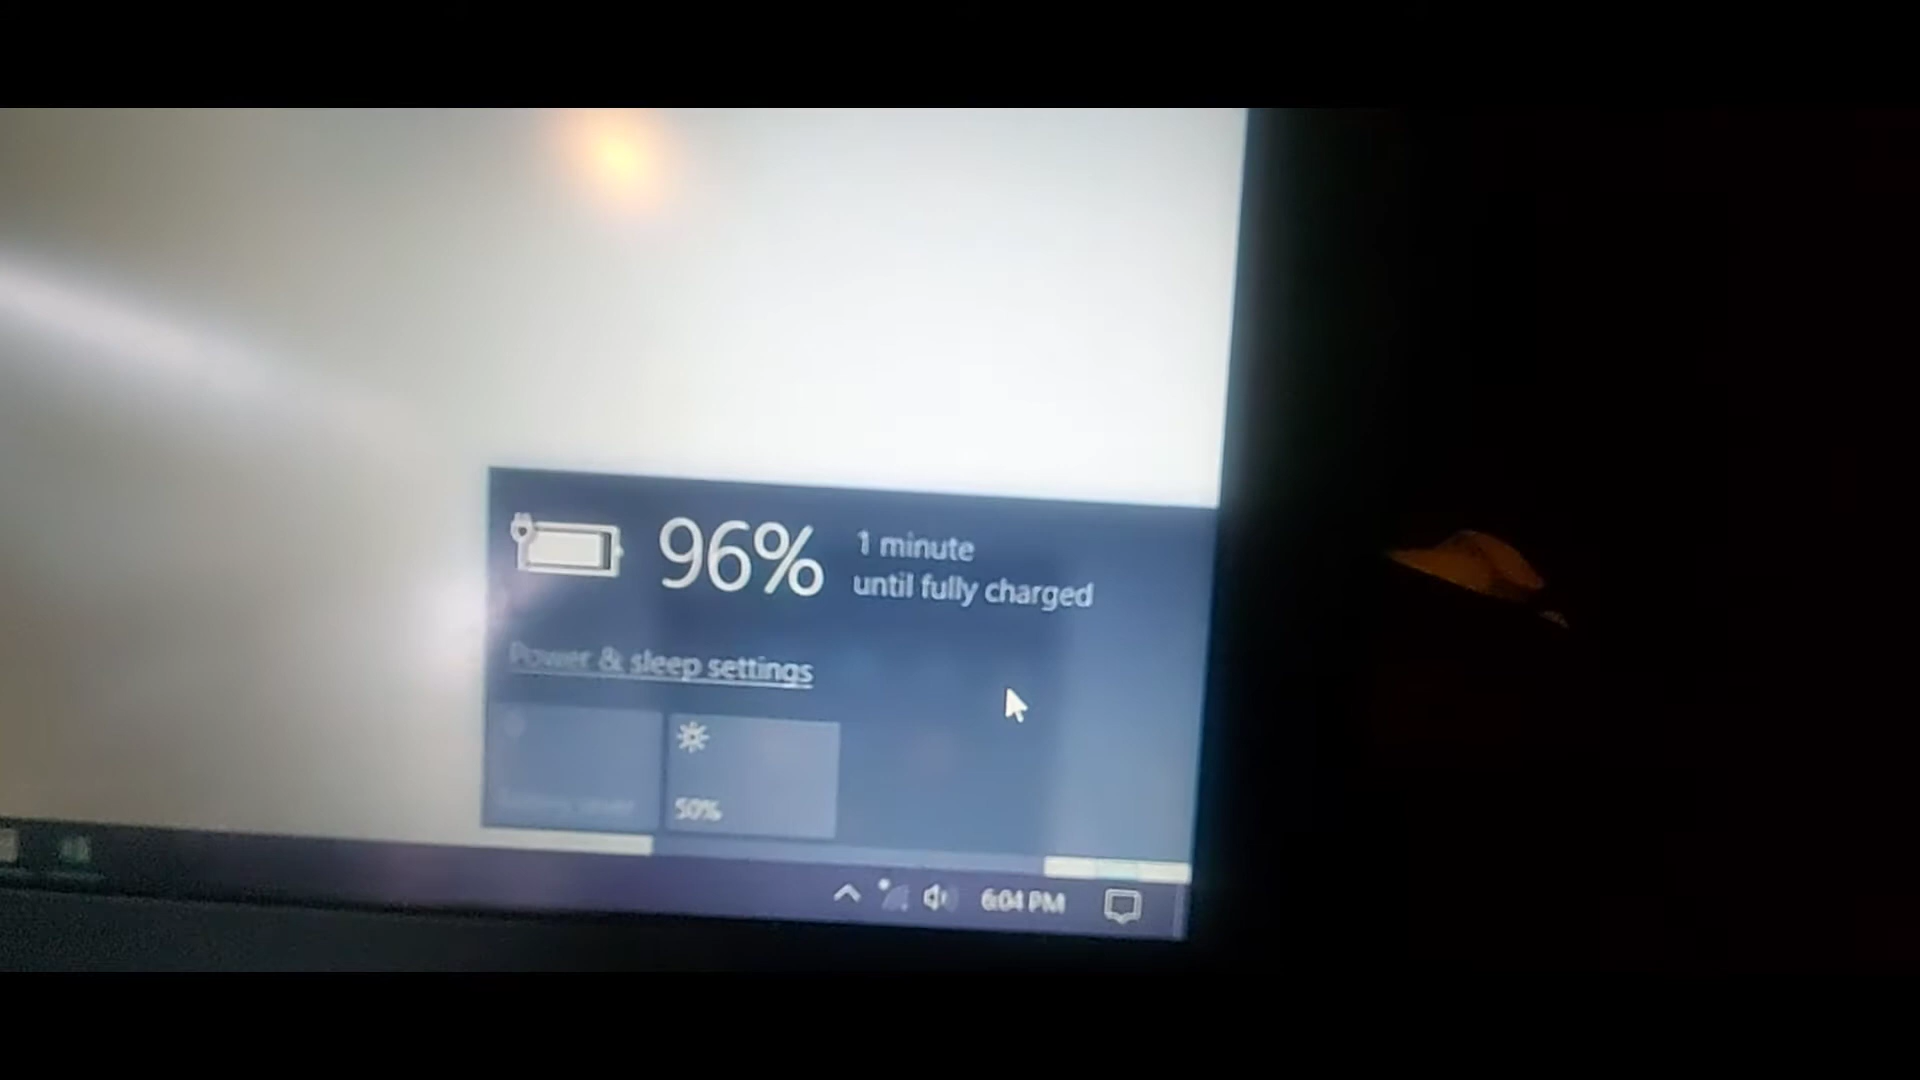 96%
1 minute
until fully charged
Power & sleep settings
50%
6:04 PM